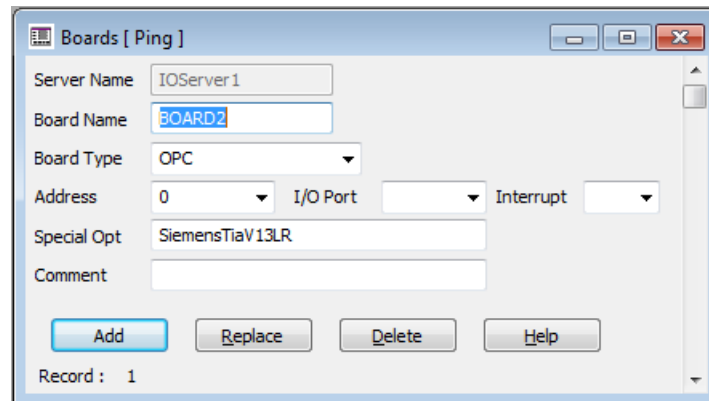 Boards [ Ping ]
Server Name IOServer1
Board Name BOARD2
Board Type OPC
Address 0 I/O Port Interrupt
Special Opt SiemensTiaV13LR
Comment
Add Replace Delete Help
Record : 1